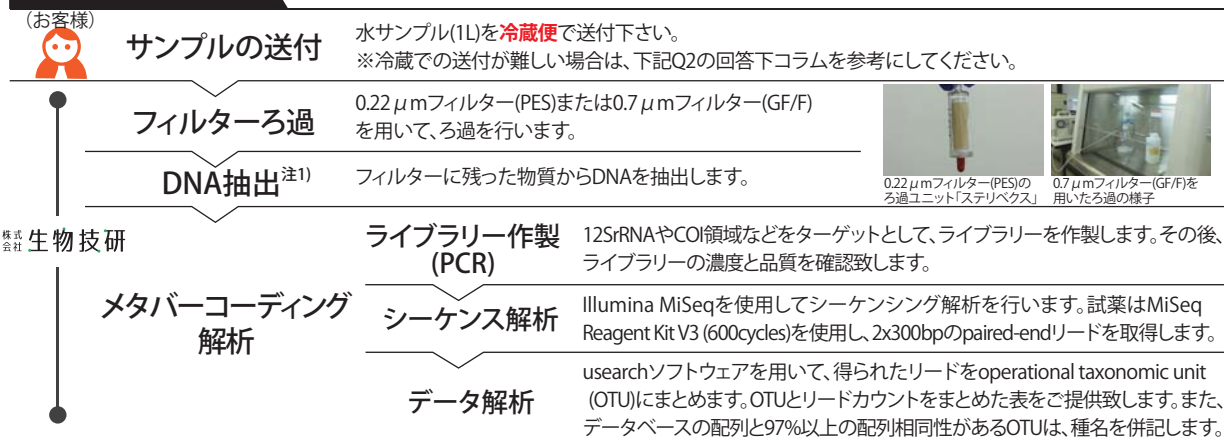 (お客様)
サンプルの送付
水サンプル(1L)を冷蔵便で送付下さい。
※冷蔵での送付が難しい場合は、下記Q2の回答下コラムを参考にしてください。
フィルターろ過
0.22μmフィルター(PES)または0.7μmフィルター(GF/F)
を用いて、ろ過を行います。
0.22μmフィルター(PES)の
ろ過ユニット「ステリベクス」
0.7μmフィルター(GF/F)を
用いたろ過の様子
DNA抽出注1)
フィルターに残った物質からDNAを抽出します。
株式会社 生物技研
メタバーコーディング
解析
ライブラリー作製
(PCR)
12SrRNAやCOI領域などをターゲットとして、ライブラリーを作製します。その後、
ライブラリーの濃度と品質を確認致します。
シーケンス解析
Illumina MiSeqを使用してシーケンシング解析を行います。試薬はMiSeq
Reagent Kit V3 (600cycles)を使用し、2x300bpのpaired-endリードを取得します。
データ解析
usearchソフトウェアを用いて、得られたリードをoperational taxonomic unit
(OTU)にまとめます。OTUとリードカウントをまとめた表をご提供致します。また、
データベースの配列と97%以上の配列相同性があるOTUは、種名を併記します。